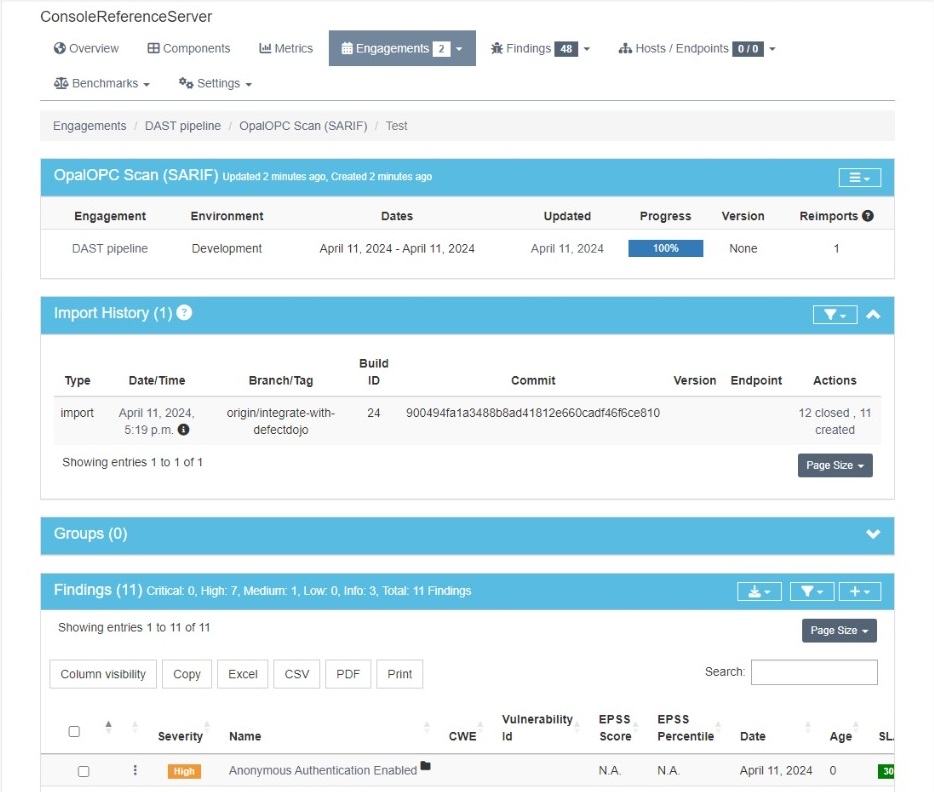 ConsoleReferenceServer
Overview Components Metrics Engagements 2 Findings 48 Hosts / Endpoints 0 / 0
Benchmarks Settings
Engagements / DAST pipeline / OpalOPC Scan (SARIF) / Test
OpalOPC Scan (SARIF) Updated 2 minutes ago, Created 2 minutes ago
Engagement Environment Dates Updated Progress Version Reimports ?
DAST pipeline Development April 11, 2024 - April 11, 2024 April 11, 2024 100% None 1
Import History (1) ?
Build
Type Date/Time Branch/Tag ID Commit Version Endpoint Actions
import April 11, 2024, origin/integrate-with- 24 900494fa1a3488b8ad41812e660cadf46f6ce810 12 closed , 11
5:19 p.m. defectdojo created
Showing entries 1 to 1 of 1
Page Size
Groups (0)
Findings (11) Critical: 0, High: 7, Medium: 1, Low: 0, Info: 3, Total: 11 Findings
Showing entries 1 to 11 of 11
Page Size
Column visibility Copy Excel CSV PDF Print Search:
Vulnerability EPSS EPSS
Severity Name CWE Id Score Percentile Date Age SL
High Anonymous Authentication Enabled N.A. N.A. April 11, 2024 0 30